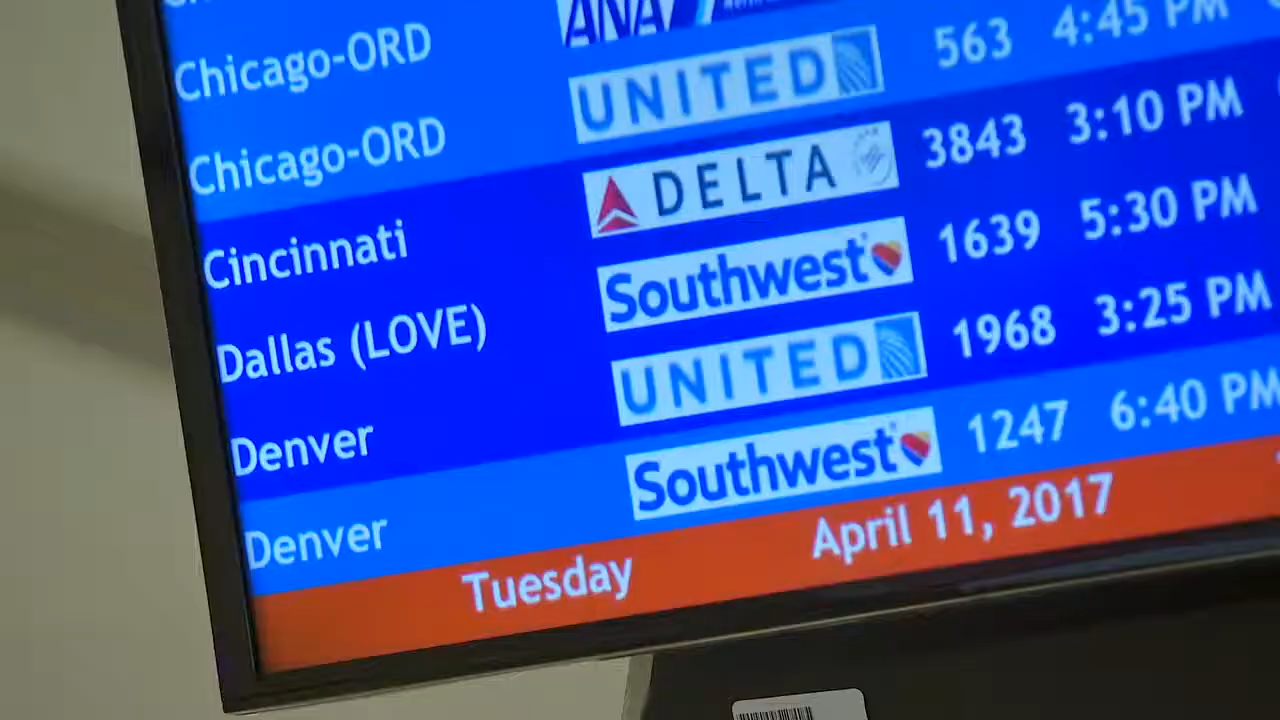 Chicago-ORD ANA
Chicago-ORD UNITED 563 4:45 PM
Cincinnati DELTA 3843 3:10 PM
Dallas (LOVE) Southwest 1639 5:30 PM
Denver UNITED 1968 3:25 PM
Denver Southwest 1247 6:40 PM
Tuesday April 11, 2017